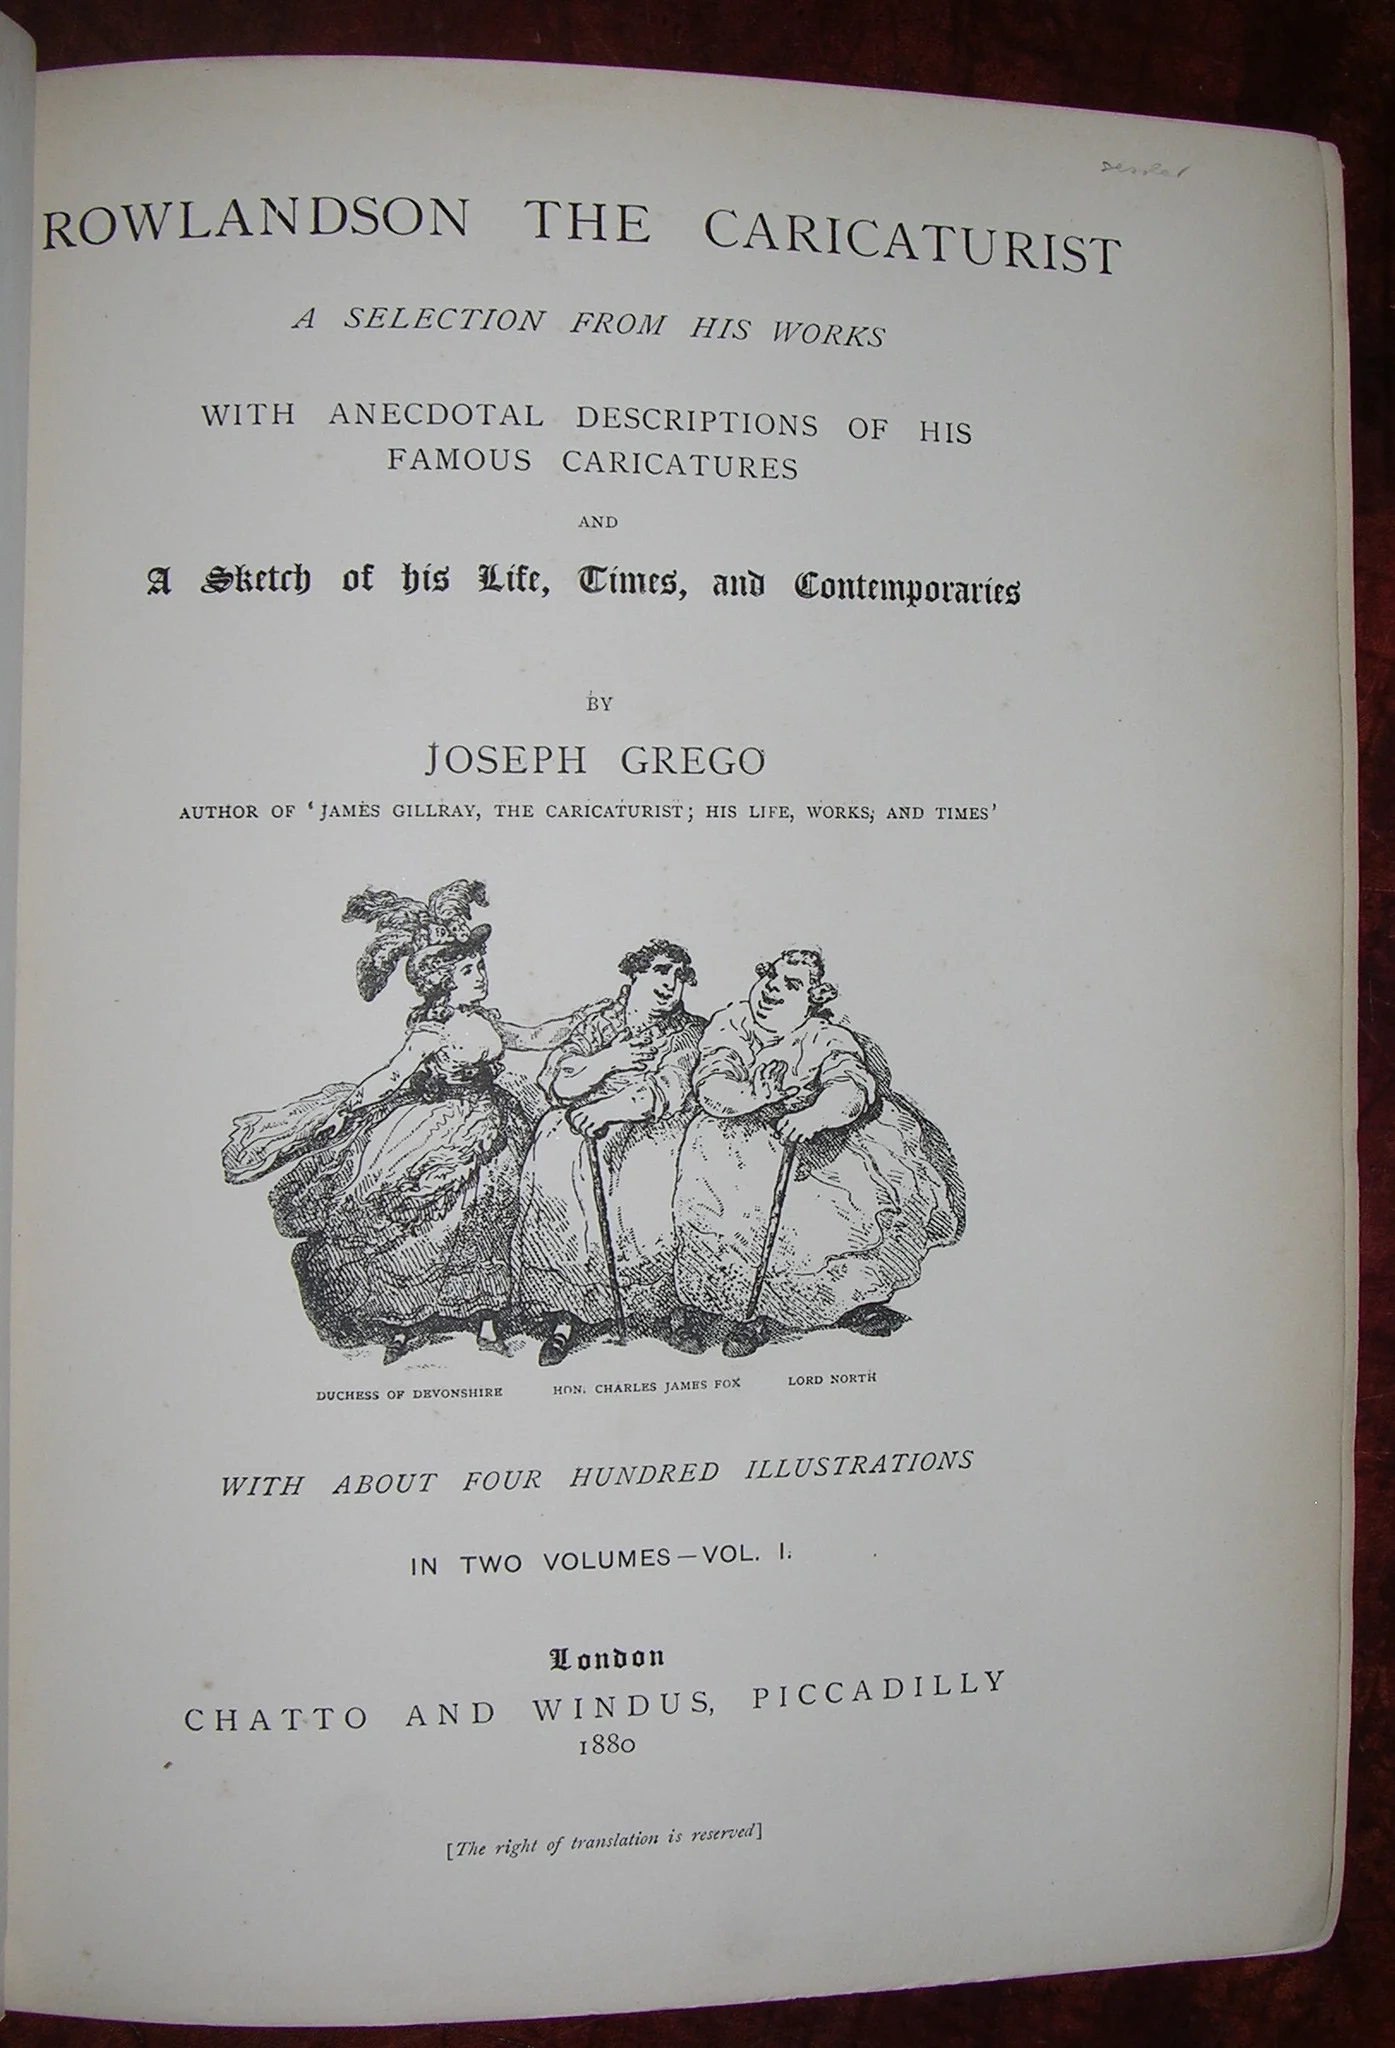 ROWLANDSON THE CARICATURIST
A SELECTION FROM HIS WORKS
WITH ANECDOTAL DESCRIPTIONS OF HIS
FAMOUS CARICATURES
AND
A Sketch of his Life, Times, and Contemporaries
BY
JOSEPH GREGO
AUTHOR OF 'JAMES GILLRAY, THE CARICATURIST; HIS LIFE, WORKS, AND TIMES'
DUCHESS OF DEVONSHIRE HON. CHARLES JAMES FOX LORD NORTH
WITH ABOUT FOUR HUNDRED ILLUSTRATIONS
IN TWO VOLUMES—VOL. I.
London
CHATTO AND WINDUS, PICCADILLY
1880
[The right of translation is reserved]